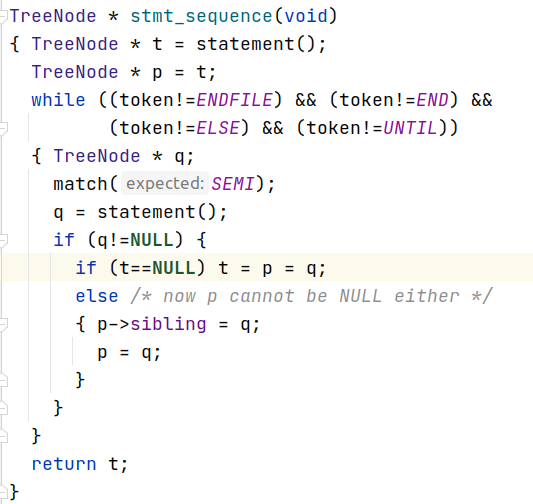 TreeNode * stmt_sequence(void)
{ TreeNode * t = statement();
  TreeNode * p = t;
  while ((token!=ENDFILE) && (token!=END) &&
         (token!=ELSE) && (token!=UNTIL))
  { TreeNode * q;
    match( expected: SEMI);
    q = statement();
    if (q!=NULL) {
      if (t==NULL) t = p = q;
      else /* now p cannot be NULL either */
      { p->sibling = q;
        p = q;
      }
    }
  }
  return t;
}